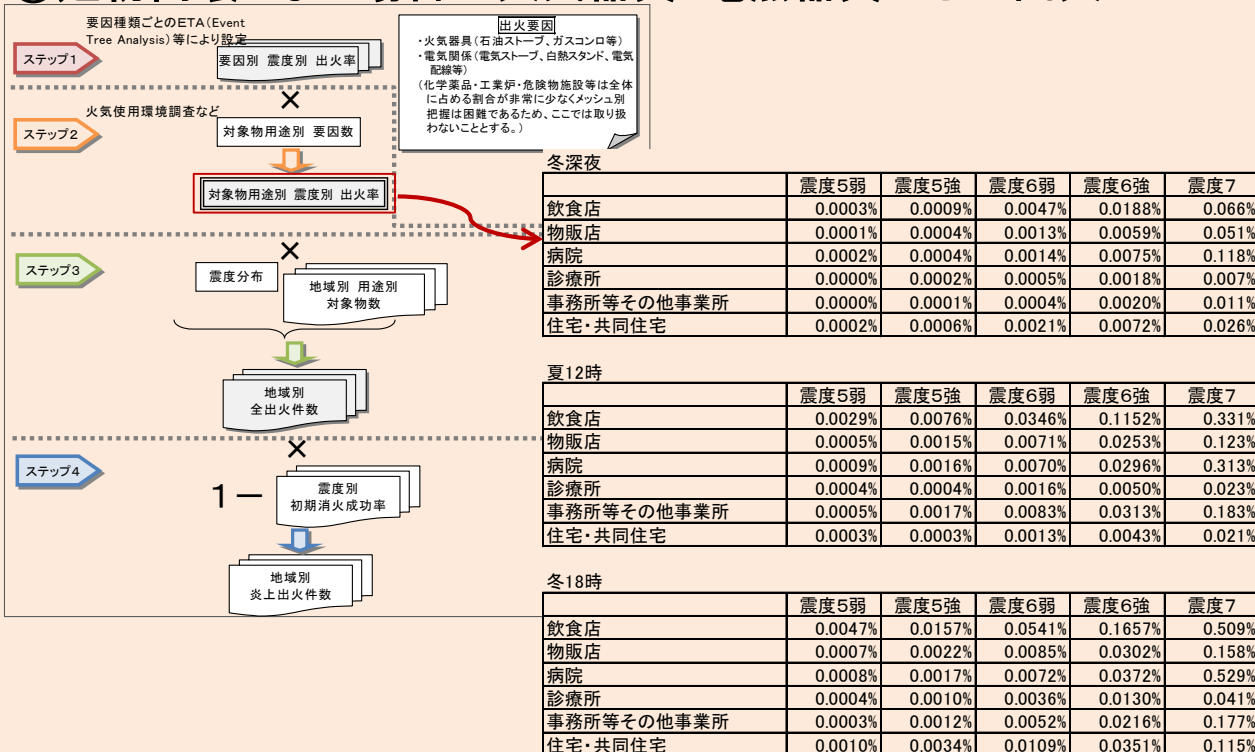 要因種類ごとのETA(Event
Tree Analysis)等により設定
ステップ1
要因別 震度別 出火率
出火要因
・火気器具(石油ストーブ、ガスコンロ等)
・電気関係(電気ストーブ、白熱スタンド、電気
配線等)
(化学薬品・工業炉・危険物施設等は全体
に占める割合が非常に少なくメッシュ別
把握は困難であるため、ここでは取り扱
わないこととする。)
×
火気使用環境調査など
ステップ2
対象物用途別 要因数
対象物用途別 震度別 出火率
×
ステップ3
震度分布
地域別 用途別
対象物数
地域別
全出火件数
×
ステップ4
1-
震度別
初期消火成功率
地域別
炎上出火件数
冬深夜
震度5弱 震度5強 震度6弱 震度6強 震度7
飲食店 0.0003% 0.0009% 0.0047% 0.0188% 0.066%
物販店 0.0001% 0.0004% 0.0013% 0.0059% 0.051%
病院 0.0002% 0.0004% 0.0014% 0.0075% 0.118%
診療所 0.0000% 0.0002% 0.0005% 0.0018% 0.007%
事務所等その他事業所 0.0000% 0.0001% 0.0004% 0.0020% 0.011%
住宅・共同住宅 0.0002% 0.0006% 0.0021% 0.0072% 0.026%
夏12時
震度5弱 震度5強 震度6弱 震度6強 震度7
飲食店 0.0029% 0.0076% 0.0346% 0.1152% 0.331%
物販店 0.0005% 0.0015% 0.0071% 0.0253% 0.123%
病院 0.0009% 0.0016% 0.0070% 0.0296% 0.313%
診療所 0.0004% 0.0004% 0.0016% 0.0050% 0.023%
事務所等その他事業所 0.0005% 0.0017% 0.0083% 0.0313% 0.183%
住宅・共同住宅 0.0003% 0.0003% 0.0013% 0.0043% 0.021%
冬18時
震度5弱 震度5強 震度6弱 震度6強 震度7
飲食店 0.0047% 0.0157% 0.0541% 0.1657% 0.509%
物販店 0.0007% 0.0022% 0.0085% 0.0302% 0.158%
病院 0.0008% 0.0017% 0.0072% 0.0372% 0.529%
診療所 0.0004% 0.0010% 0.0036% 0.0130% 0.041%
事務所等その他事業所 0.0003% 0.0012% 0.0052% 0.0216% 0.177%
住宅・共同住宅 0.0010% 0.0034% 0.0109% 0.0351% 0.115%